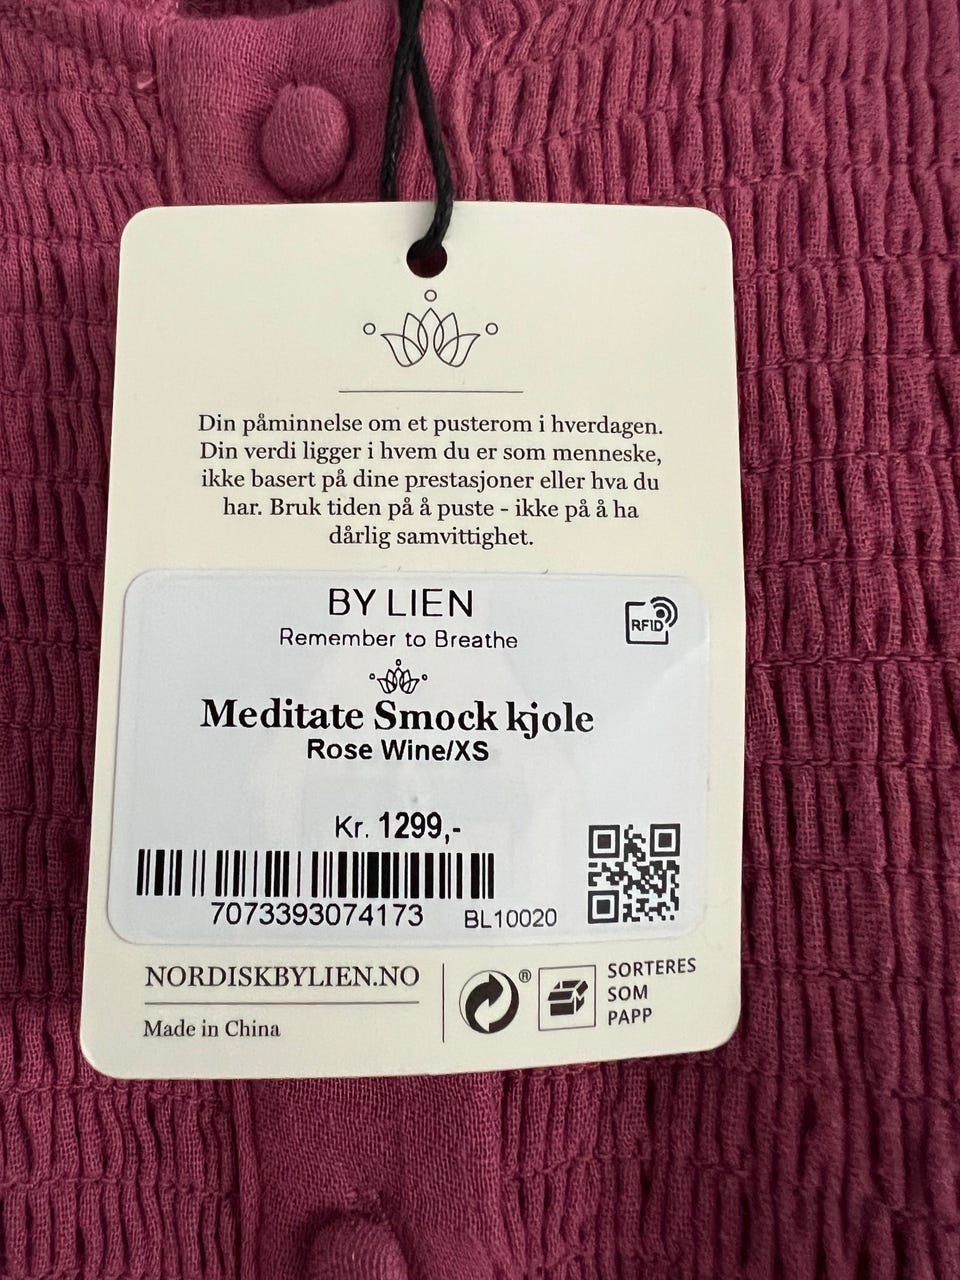 Din påminnelse om et pusterom i hverdagen.
Din verdi ligger i hvem du er som menneske,
ikke basert på dine prestasjoner eller hva du
har. Bruk tiden på å puste - ikke på å ha
dårlig samvittighet.
BY LIEN
RFID
Remember to Breathe
Meditate Smock kjole
Rose Wine/XS
Kr. 1299,-
7073393074173 BL10020
NORDISKBYLIEN.NO
Made in China
®
SORTERES
SOM
PAPP